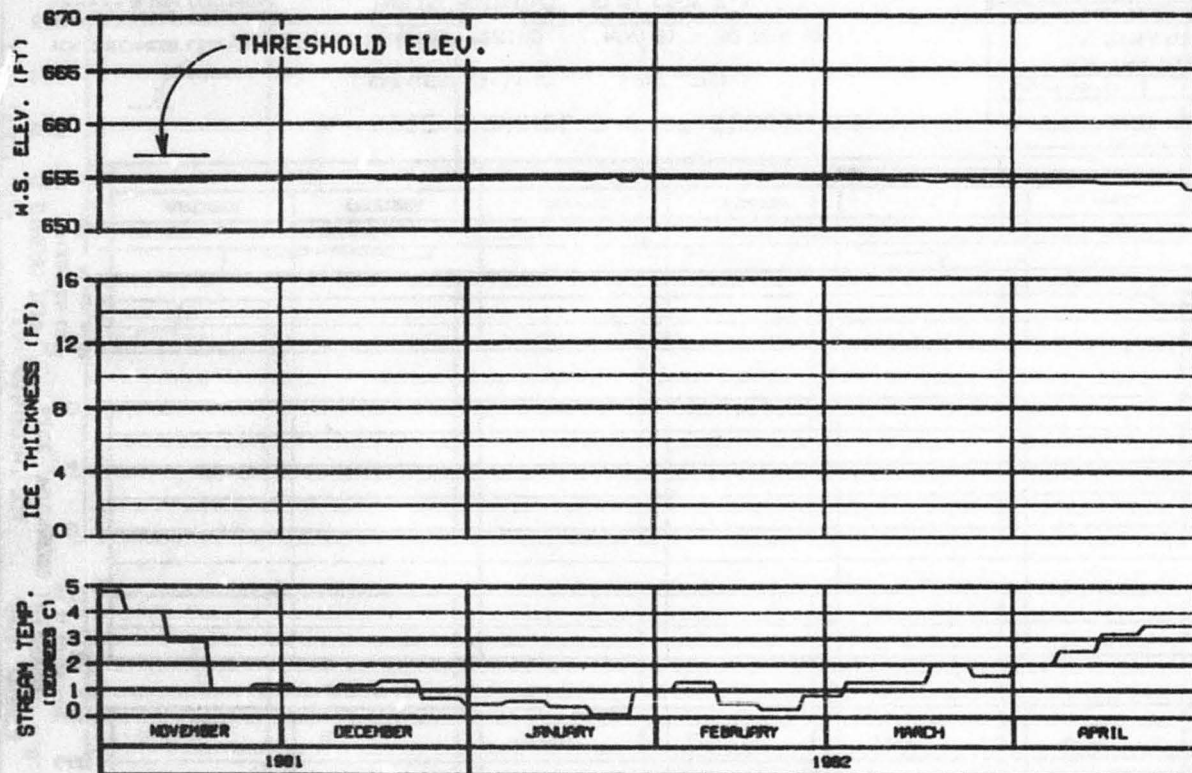 670
THRESHOLD ELEV.
665
660
655
650
W.S. ELEV. (FT)
16
12
8
4
0
ICE THICKNESS (FT)
5
4
3
2
1
0
STREAM TEMP.
(DEGREES C)
NOVEMBER DECEMBER JANUARY FEBRUARY MARCH APRIL
1981 1982